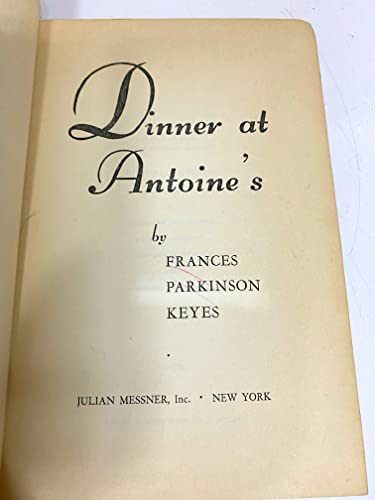 Dinner at
Antoine's
by
FRANCES
PARKINSON
KEYES
JULIAN MESSNER, Inc. · NEW YORK